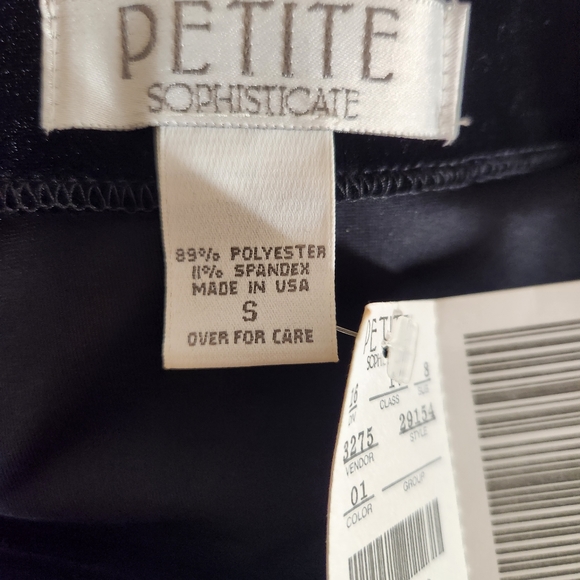 PETITE
SOPHISTICATE
89% POLYESTER
11% SPANDEX
MADE IN USA
S
OVER FOR CARE
PETITE
CLASS
SIZE
3275
29154
VENDOR
STYLE
01
COLOR
GROUP